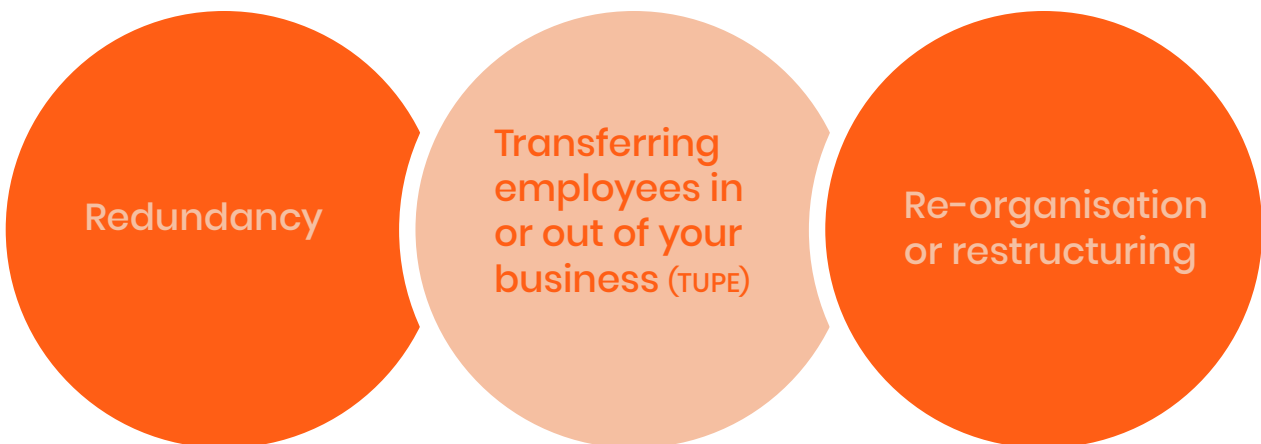 Redundancy
Transferring
employees in
or out of your
business (TUPE)
Re-organisation
or restructuring